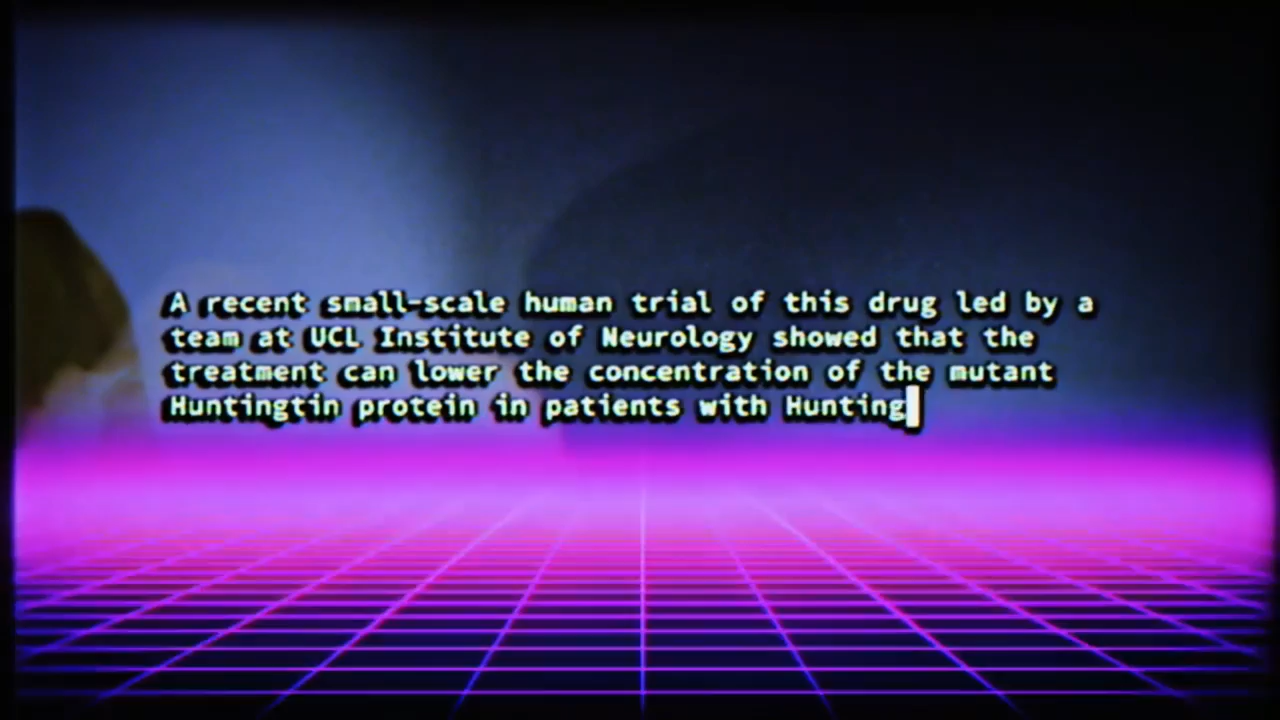 A recent small-scale human trial of this drug led by a
team at UCL Institute of Neurology showed that the
treatment can lower the concentration of the mutant
Huntingtin protein in patients with Hunting